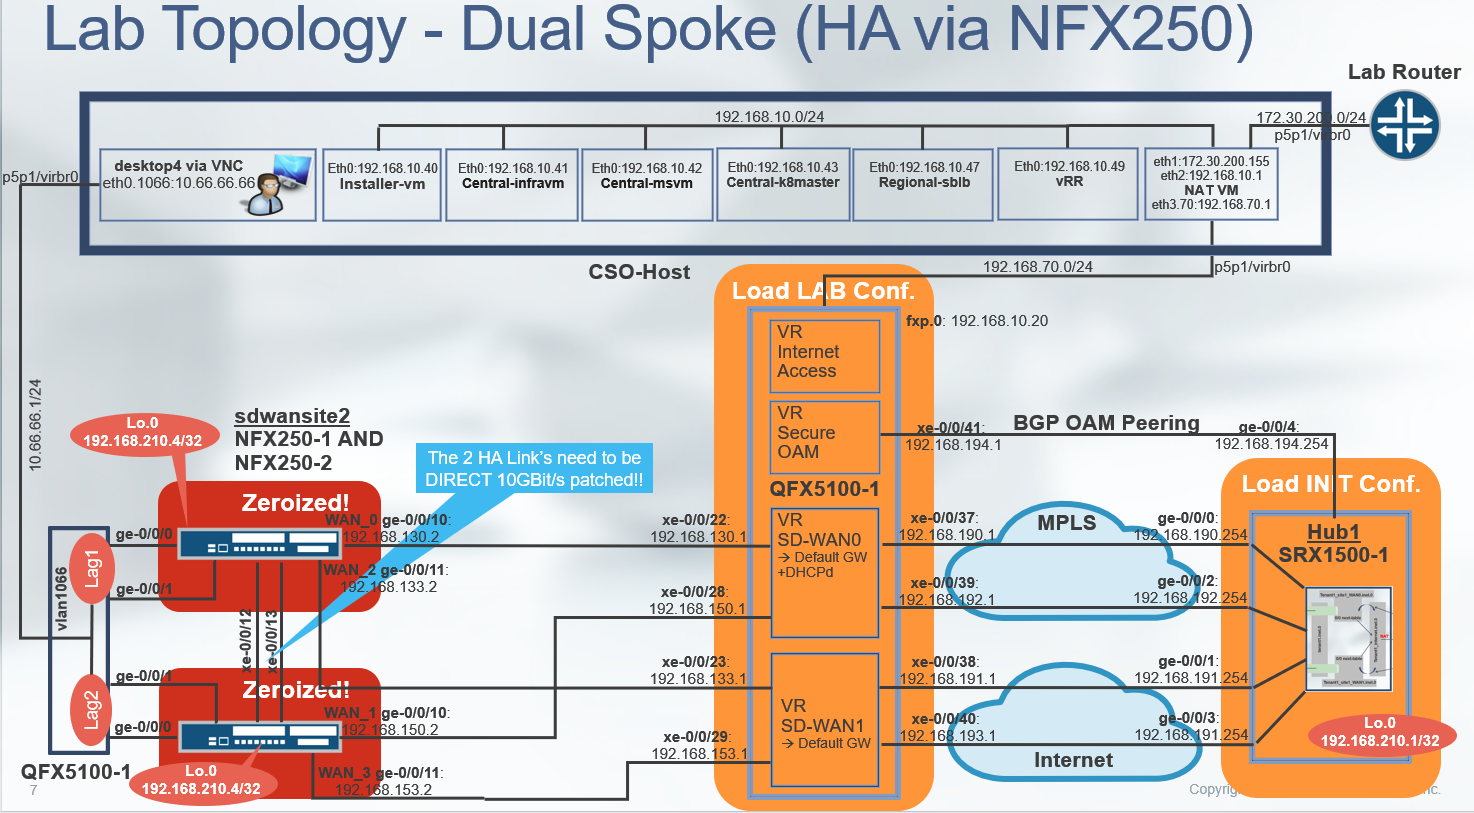 Lab Topology - Dual Spoke (HA via NFX250)
Lab Router
192.168.10.0/24
172.30.200.0/24
p5p1/virbr0
p5p1/virbr0
desktop4 via VNC
eth0.1066:10.66.66.66
Eth0:192.168.10.40
Installer-vm
Eth0:192.168.10.41
Central-infravm
Eth0:192.168.10.42
Central-msvm
Eth0:192.168.10.43
Central-k8master
Eth0:192.168.10.47
Regional-sblb
Eth0:192.168.10.49
vRR
eth1:172.30.200.155
eth2:192.168.10.1
NAT VM
eth3.70:192.168.70.1
CSO-Host
192.168.70.0/24
p5p1/virbr0
Load LAB Conf.
fxp.0: 192.168.10.20
VR
Internet
Access
VR
Secure
OAM
QFX5100-1
VR
SD-WAN0
→ Default GW
+DHCPd
VR
SD-WAN1
→ Default GW
10.66.66.1/24
Lo.0
192.168.210.4/32
sdwansite2
NFX250-1 AND
NFX250-2
The 2 HA Link's need to be
DIRECT 10GBit/s patched!!
Zeroized!
ge-0/0/0
ge-0/0/1
Lag1
vlan1066
WAN_0 ge-0/0/10:
192.168.130.2
WAN_2 ge-0/0/11:
192.168.133.2
xe-0/0/12
xe-0/0/13
Zeroized!
ge-0/0/1
ge-0/0/0
Lag2
WAN_1 ge-0/0/10:
192.168.150.2
WAN_3 ge-0/0/11:
192.168.153.2
QFX5100-1
Lo.0
192.168.210.4/32
xe-0/0/22:
192.168.130.1
xe-0/0/28:
192.168.150.1
xe-0/0/23:
192.168.133.1
xe-0/0/29:
192.168.153.1
xe-0/0/41:
192.168.194.1
BGP OAM Peering
ge-0/0/4:
192.168.194.254
xe-0/0/37:
192.168.190.1
MPLS
ge-0/0/0:
192.168.190.254
xe-0/0/39:
192.168.192.1
ge-0/0/2:
192.168.192.254
xe-0/0/38:
192.168.191.1
ge-0/0/1:
192.168.191.254
xe-0/0/40:
192.168.193.1
ge-0/0/3:
192.168.191.254
Internet
Load INIT Conf.
Hub1
SRX1500-1
Lo.0
192.168.210.1/32
7